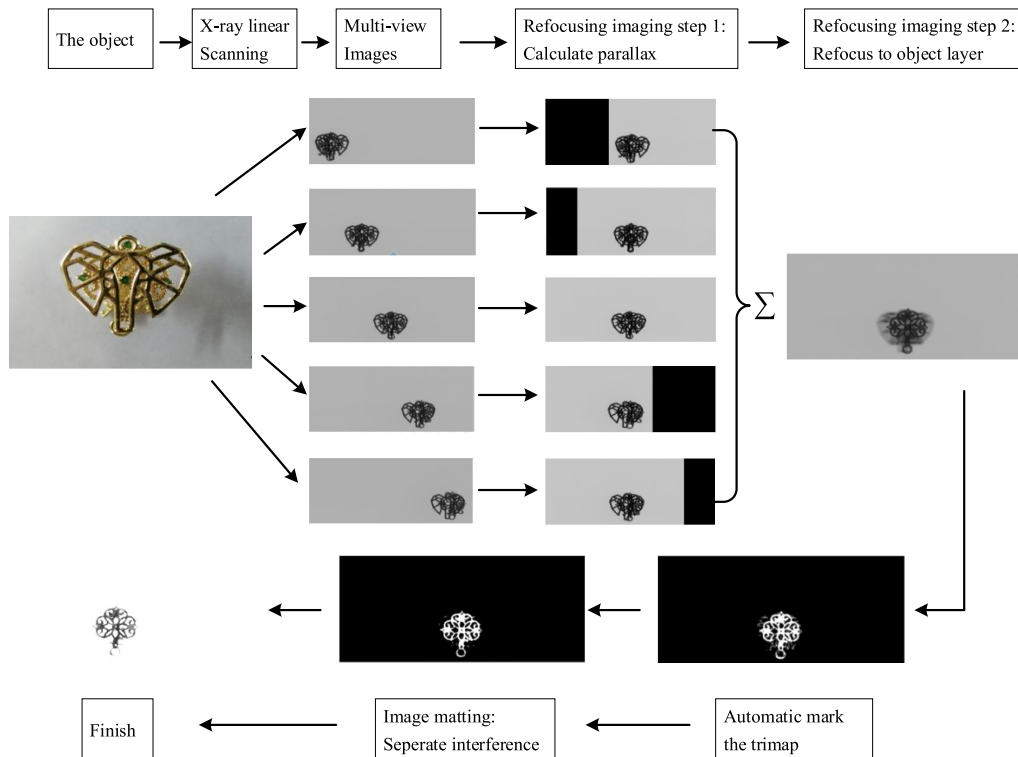 The object
X-ray linear
Scanning
Multi-view
Images
Refocusing imaging step 1:
Calculate parallax
Refocusing imaging step 2:
Refocus to object layer
Σ
Finish
Image matting:
Seperate interference
Automatic mark
the trimap